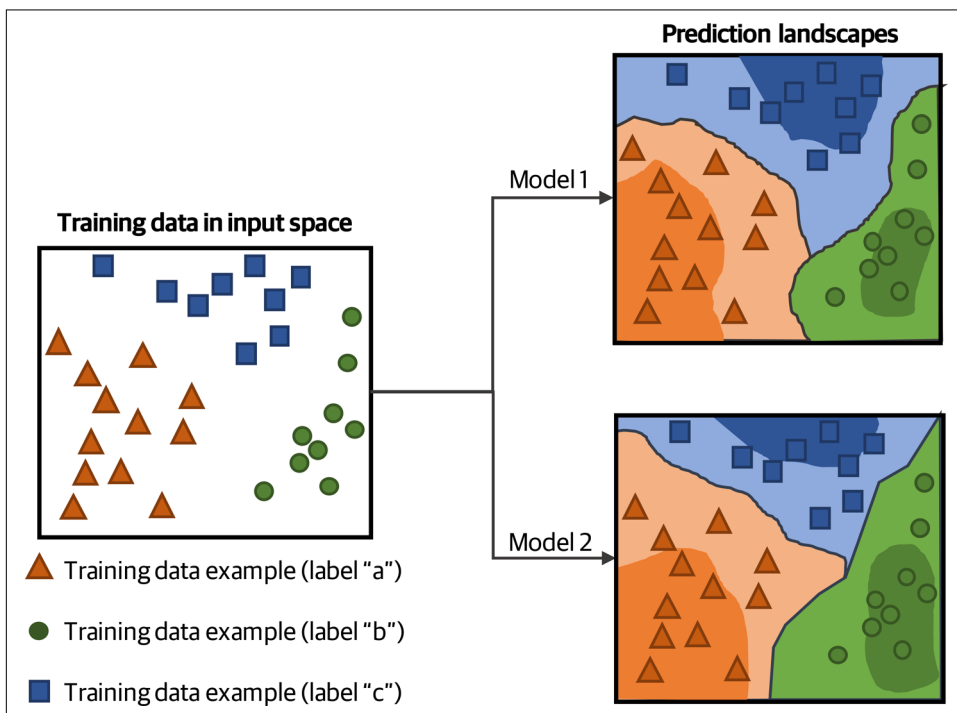 Prediction landscapes
Model 1
Training data in input space
Model 2
Training data example (label “a”)
Training data example (label “b”)
Training data example (label “c”)